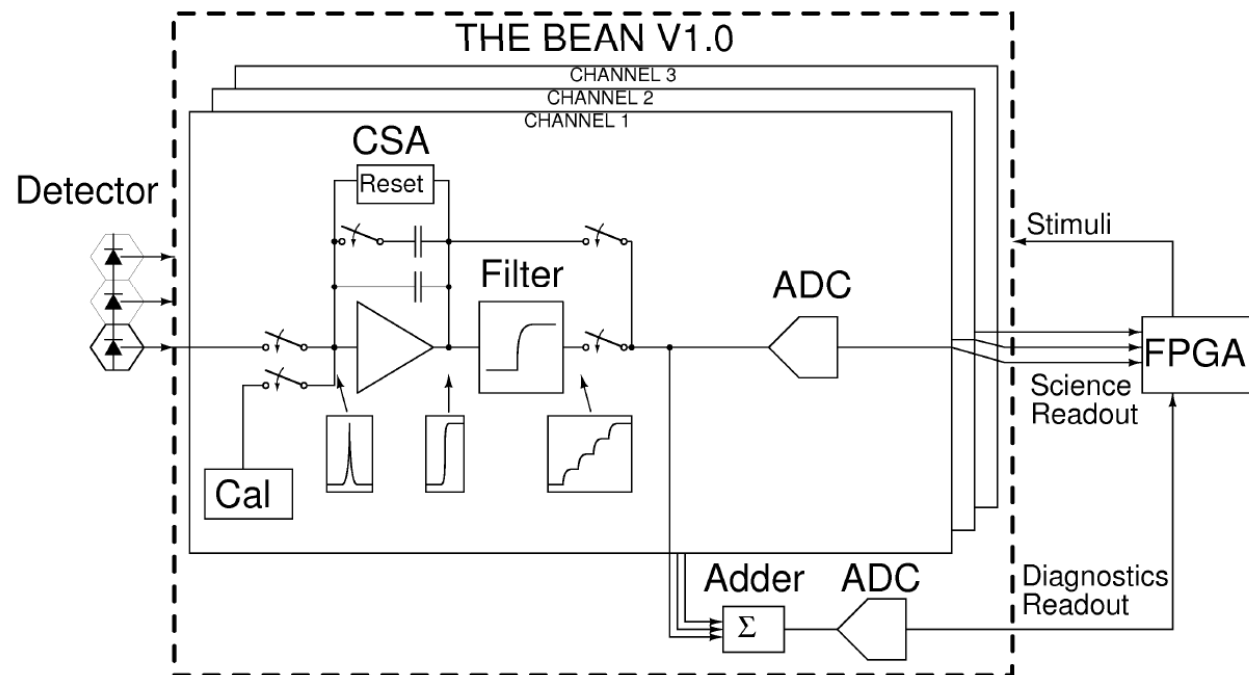 THE BEAN V1.0
CHANNEL 3
CHANNEL 2
CHANNEL 1
CSA
Reset
Detector
Stimuli
Filter
ADC
FPGA
Science
Readout
Cal
Adder
ADC
Diagnostics
Readout
Σ